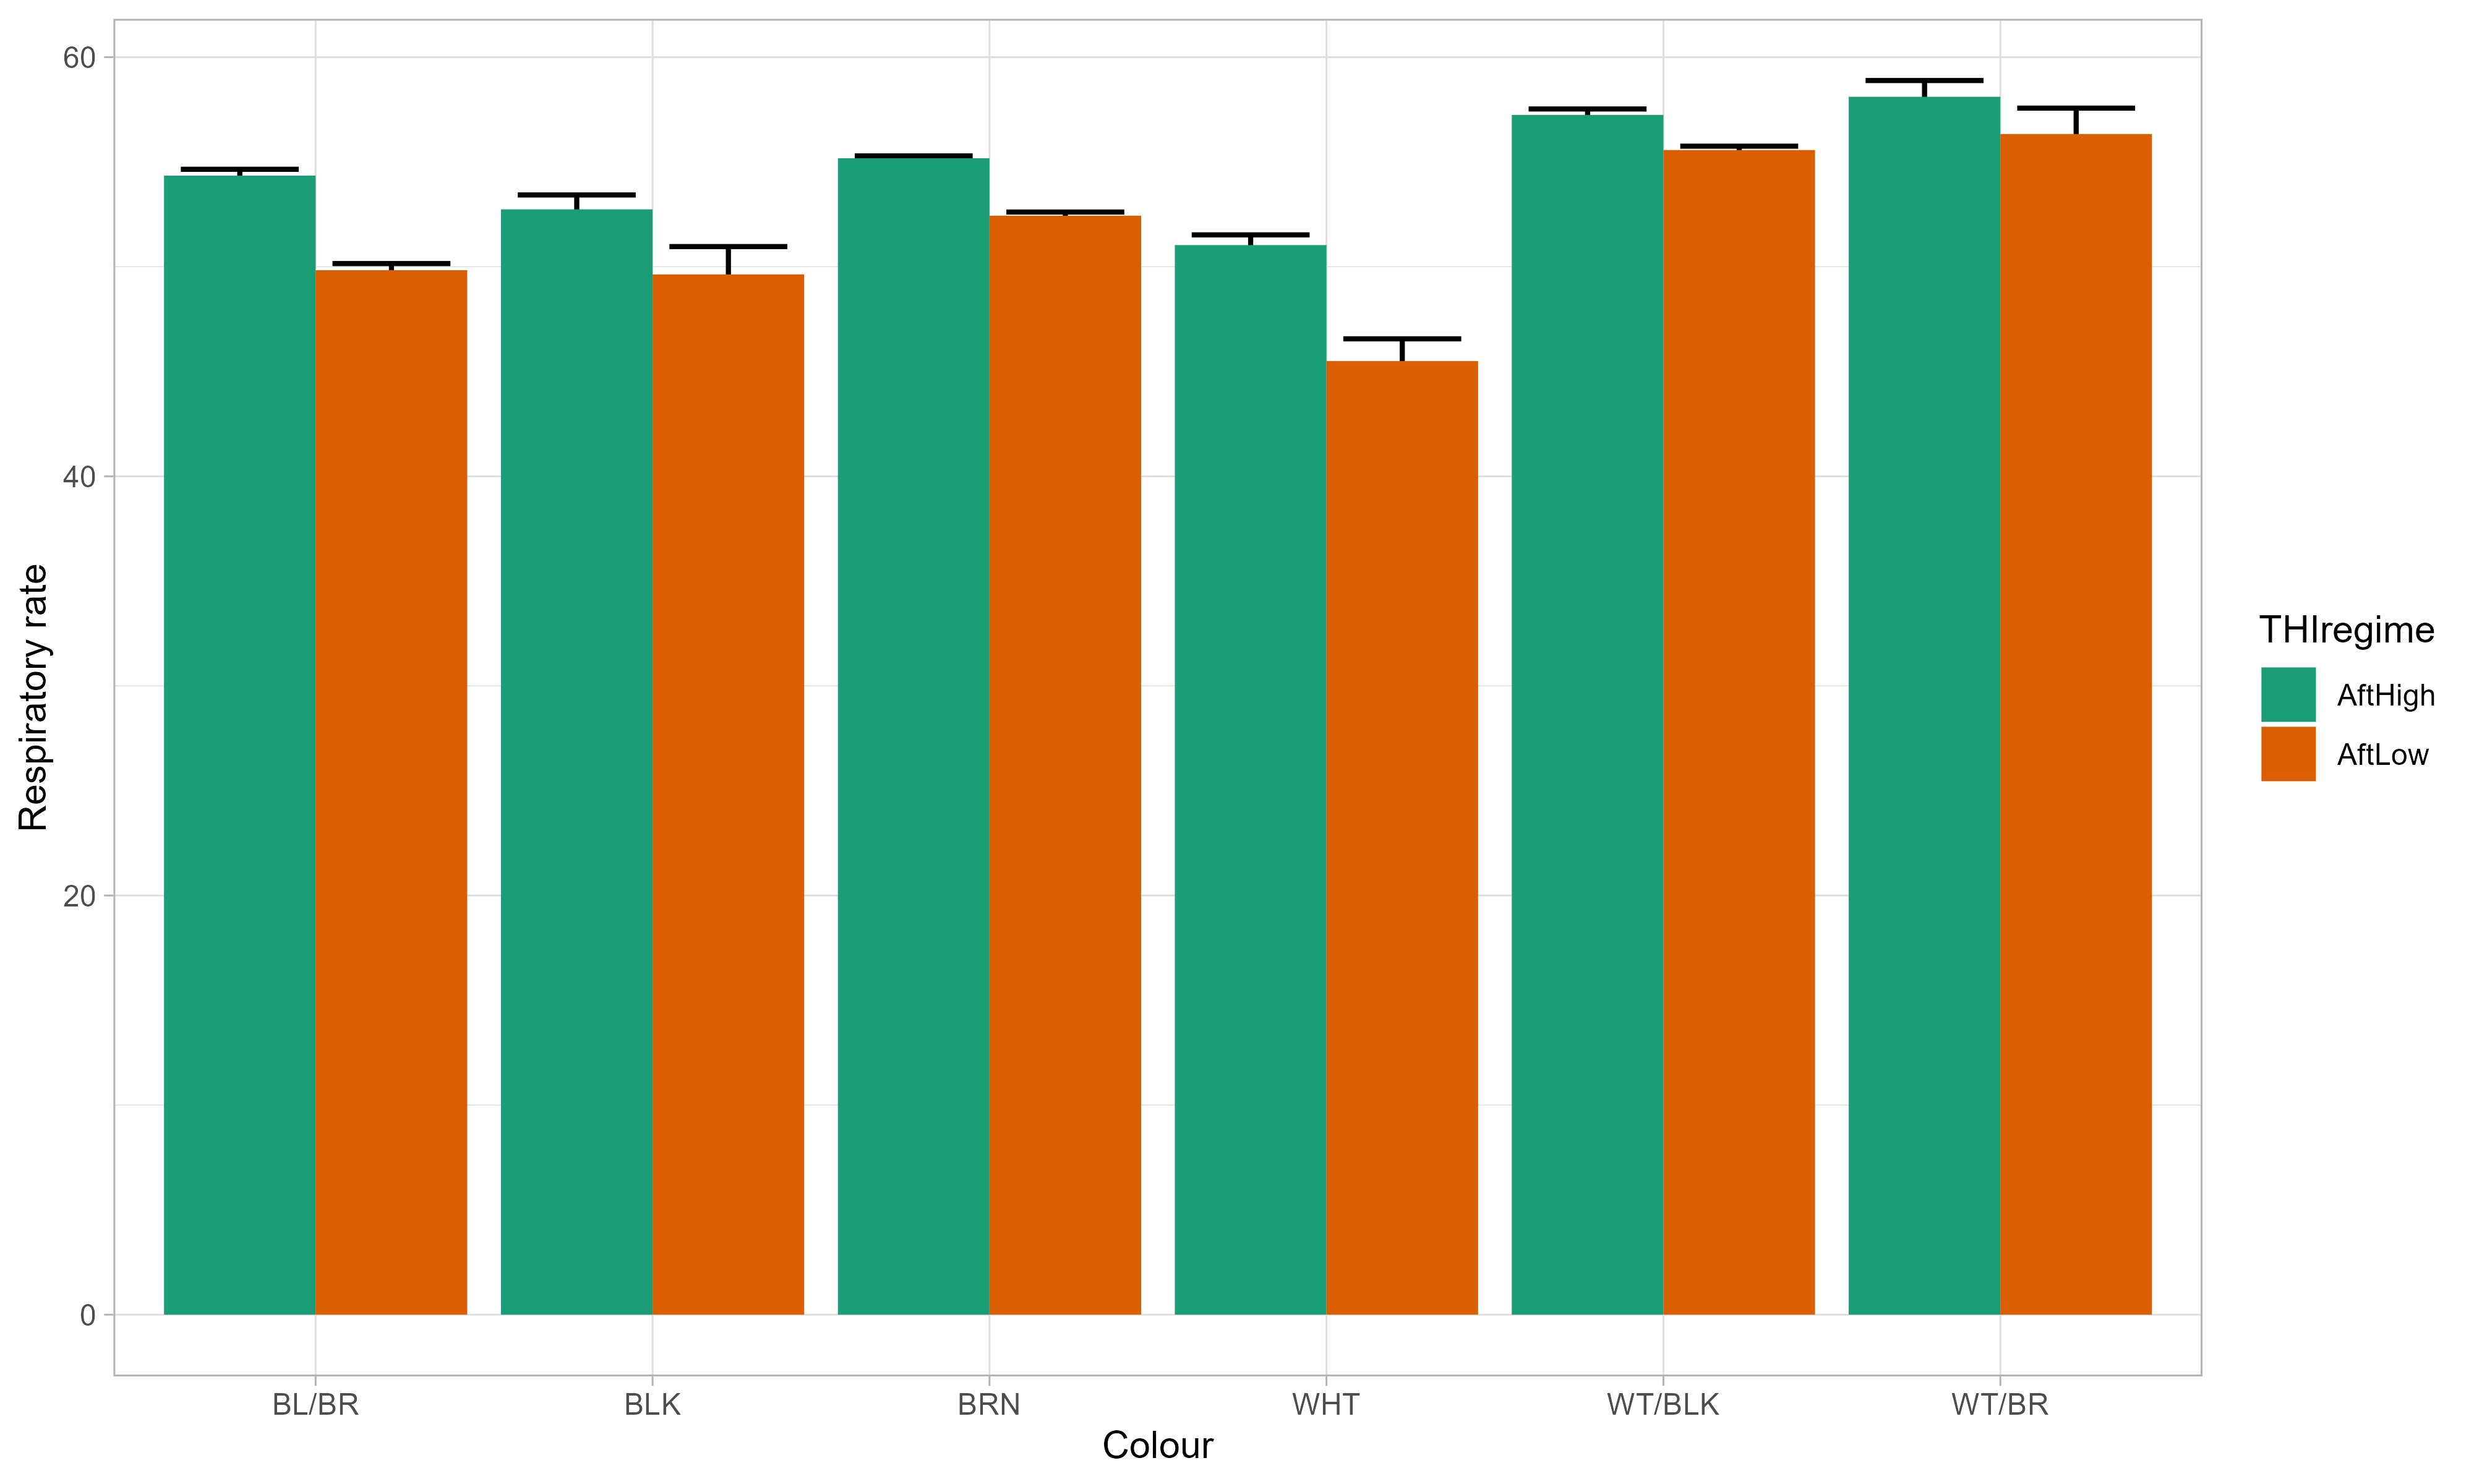 60
40
20
0
Respiratory rate
BL/BR BLK BRN WHT WT/BLK WT/BR
Colour
THIregime
AftHigh
AftLow